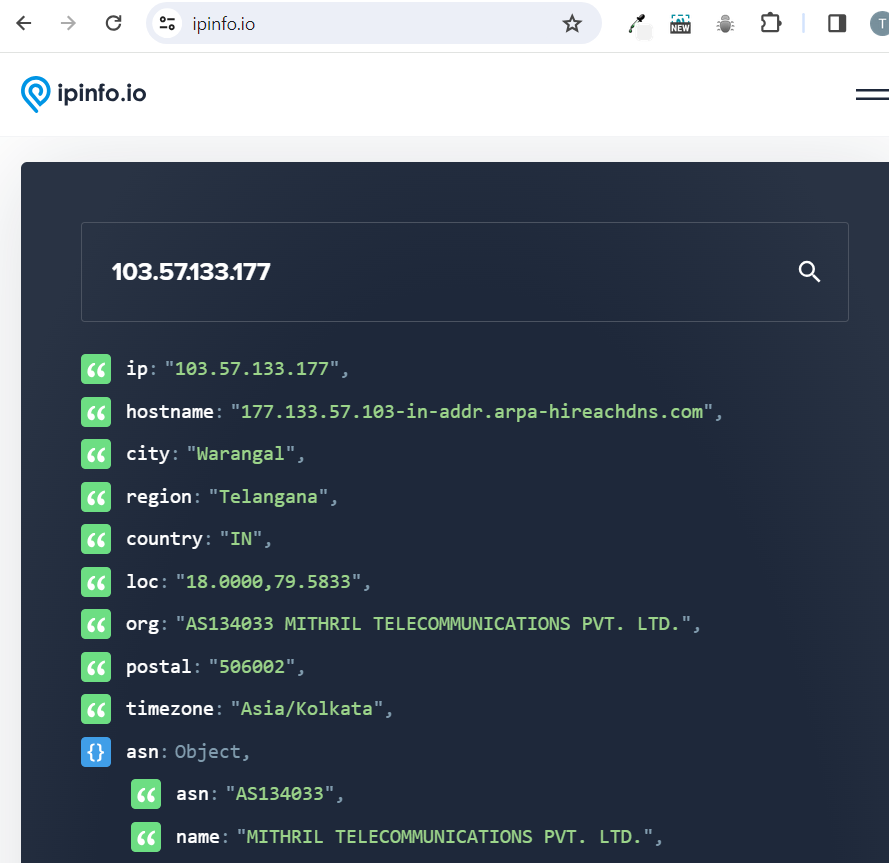 ipinfo.io
NEW
T
ipinfo.io
103.57.133.177
ip: "103.57.133.177",
hostname: "177.133.57.103-in-addr.arpa-hireachdns.com",
city: "Warangal",
region: "Telangana",
country: "IN",
loc: "18.0000,79.5833",
org: "AS134033 MITHRIL TELECOMMUNICATIONS PVT. LTD.",
postal: "506002",
timezone: "Asia/Kolkata",
{} asn: Object,
asn: "AS134033",
name: "MITHRIL TELECOMMUNICATIONS PVT. LTD.",